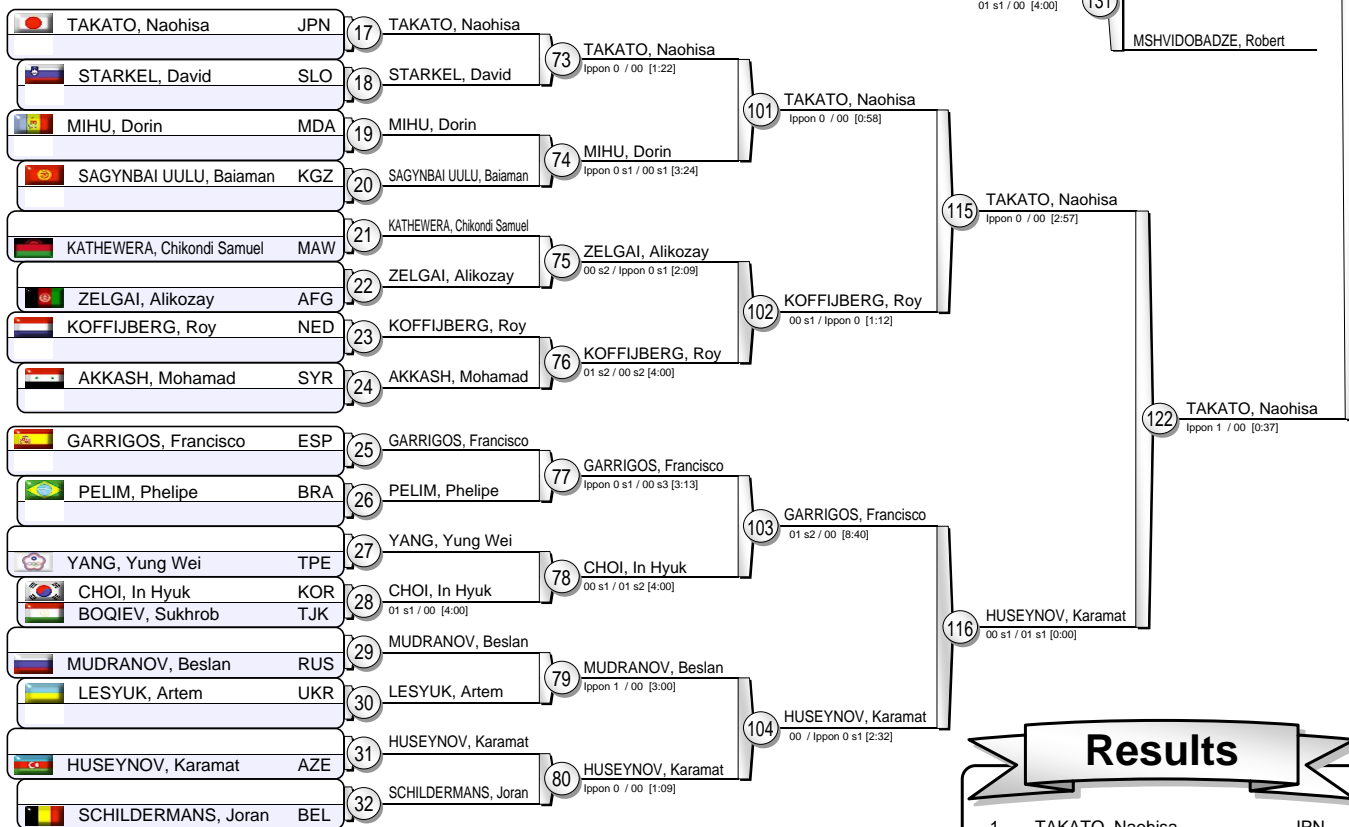 01 s1 / 00 [4:00]
131
MSHVIDOBADZE, Robert
TAKATO, Naohisa JPN
STARKEL, David SLO
MIHU, Dorin MDA
SAGYNBAI UULU, Baiaman KGZ
KATHEWERA, Chikondi Samuel MAW
ZELGAI, Alikozay AFG
KOFFIJBERG, Roy NED
AKKASH, Mohamad SYR
GARRIGOS, Francisco ESP
PELIM, Phelipe BRA
YANG, Yung Wei TPE
CHOI, In Hyuk KOR
BOQIEV, Sukhrob TJK
MUDRANOV, Beslan RUS
LESYUK, Artem UKR
HUSEYNOV, Karamat AZE
SCHILDERMANS, Joran BEL
17 TAKATO, Naohisa
18 STARKEL, David
19 MIHU, Dorin
20 SAGYNBAI UULU, Baiaman
21 KATHEWERA, Chikondi Samuel
22 ZELGAI, Alikozay
23 KOFFIJBERG, Roy
24 AKKASH, Mohamad
25 GARRIGOS, Francisco
26 PELIM, Phelipe
27 YANG, Yung Wei
28 CHOI, In Hyuk
01 s1 / 00 [4:00]
29 MUDRANOV, Beslan
30 LESYUK, Artem
31 HUSEYNOV, Karamat
32 SCHILDERMANS, Joran
73 TAKATO, Naohisa
Ippon 0 / 00 [1:22]
74 MIHU, Dorin
Ippon 0 s1 / 00 s1 [3:24]
75 ZELGAI, Alikozay
00 s2 / Ippon 0 s1 [2:09]
76 KOFFIJBERG, Roy
01 s2 / 00 s2 [4:00]
77 GARRIGOS, Francisco
Ippon 0 s1 / 00 s3 [3:13]
78 CHOI, In Hyuk
00 s1 / 01 s2 [4:00]
79 MUDRANOV, Beslan
Ippon 1 / 00 [3:00]
80 HUSEYNOV, Karamat
Ippon 0 / 00 [1:09]
101 TAKATO, Naohisa
Ippon 0 / 00 [0:58]
102 KOFFIJBERG, Roy
00 s1 / Ippon 0 [1:12]
103 GARRIGOS, Francisco
01 s2 / 00 [8:40]
104 HUSEYNOV, Karamat
00 / Ippon 0 s1 [2:32]
115 TAKATO, Naohisa
Ippon 0 / 00 [2:57]
116 HUSEYNOV, Karamat
00 s1 / 01 s1 [0:00]
122 TAKATO, Naohisa
Ippon 1 / 00 [0:37]
Results
1 TAKATO, Naohisa JPN